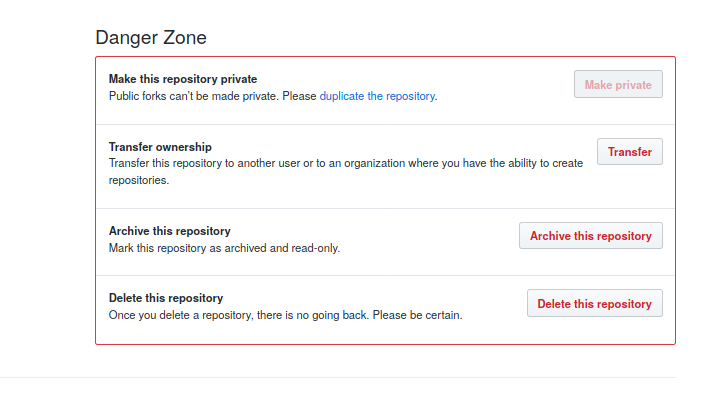 Danger Zone
Make this repository private
Public forks can't be made private. Please duplicate the repository.
Make private
Transfer ownership
Transfer this repository to another user or to an organization where you have the ability to create
repositories.
Transfer
Archive this repository
Mark this repository as archived and read-only.
Archive this repository
Delete this repository
Once you delete a repository, there is no going back. Please be certain.
Delete this repository